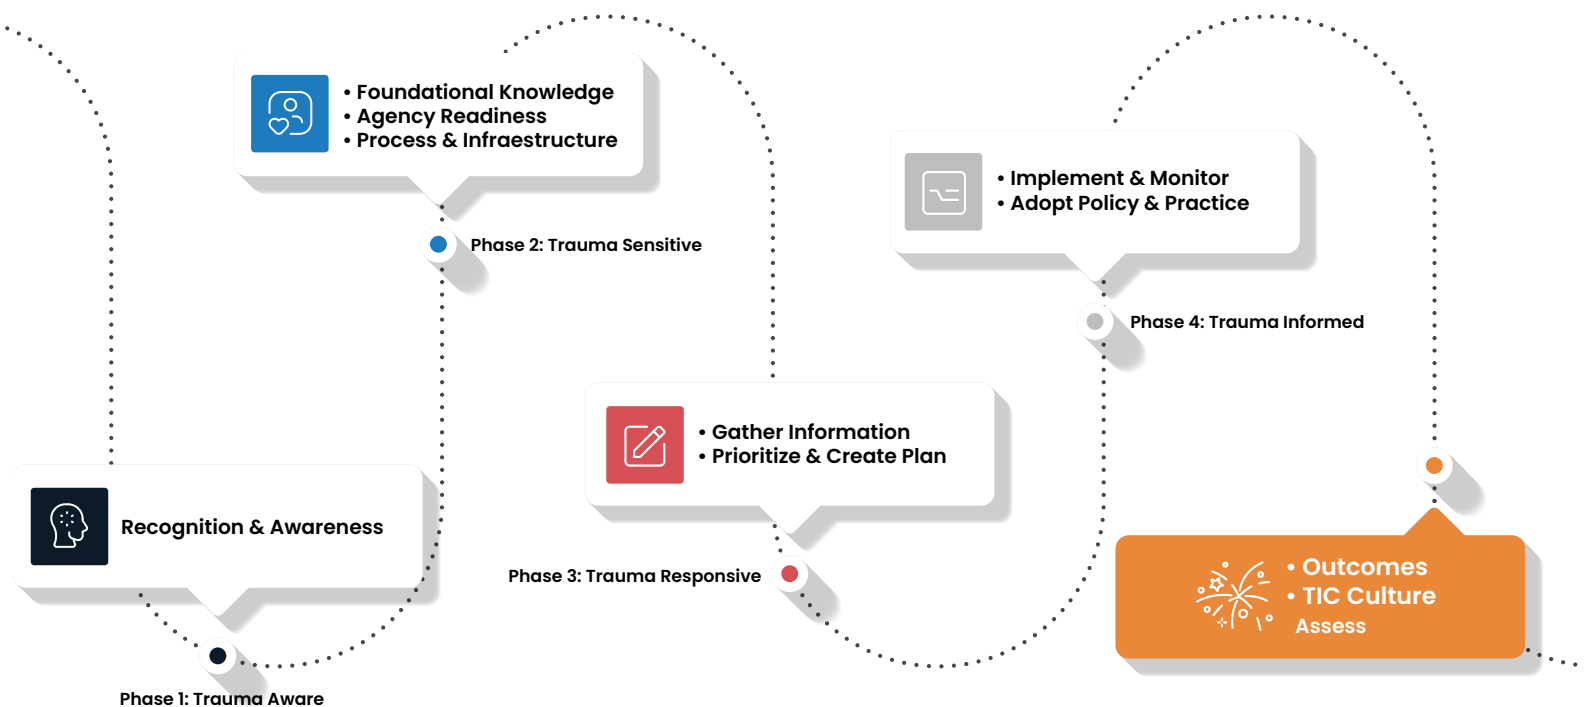 • Foundational Knowledge
• Agency Readiness
• Process & Infraestructure
Phase 2: Trauma Sensitive
• Implement & Monitor
• Adopt Policy & Practice
Phase 4: Trauma Informed
• Gather Information
• Prioritize & Create Plan
Phase 3: Trauma Responsive
Recognition & Awareness
Phase 1: Trauma Aware
• Outcomes
• TIC Culture
Assess